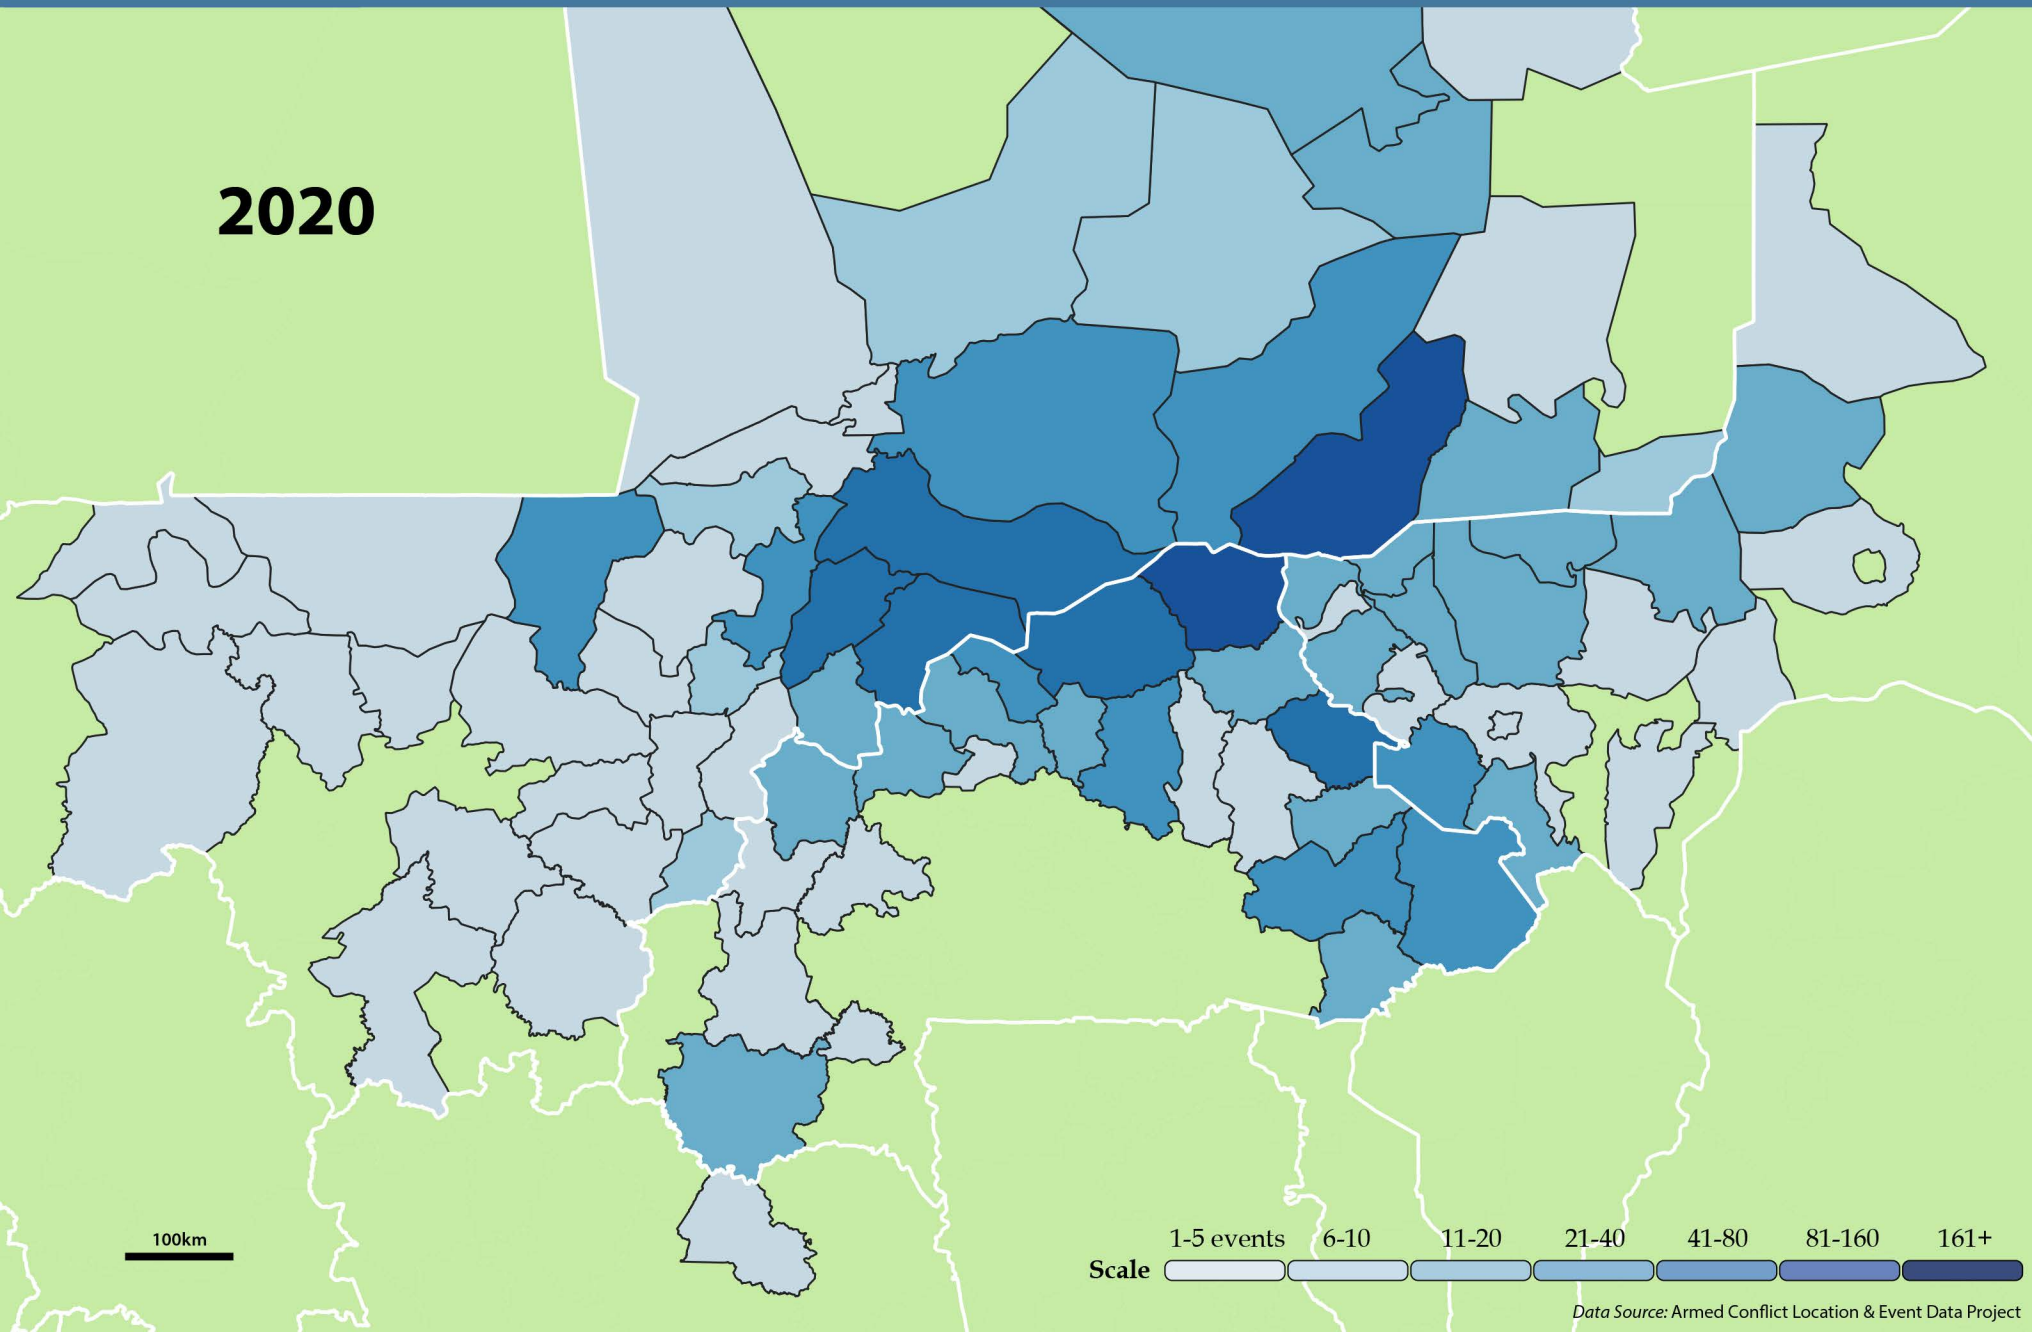 2020
100km
1-5 events 6-10 11-20 21-40 41-80 81-160 161+
Scale
Data Source: Armed Conflict Location & Event Data Project